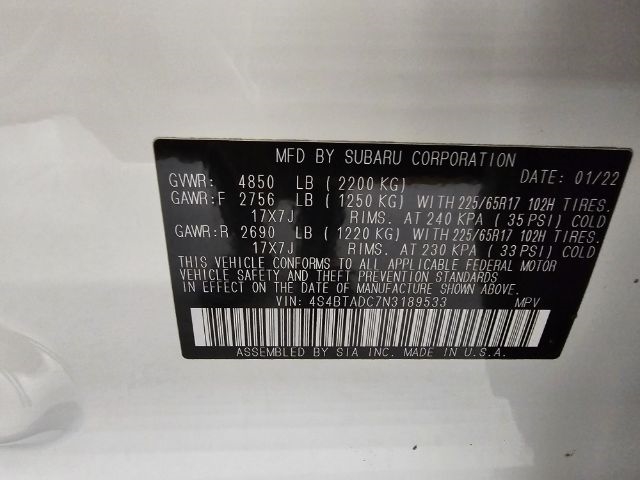 MFD BY SUBARU CORPORATION
DATE: 01/22
GVWR: 4850 LB ( 2200 KG)
GAWR:F 2756 LB ( 1250 KG) WITH 225/65R17 102H TIRES.
17X7J RIMS. AT 240 KPA ( 35 PSI) COLD
GAWR:R 2690 LB ( 1220 KG) WITH 225/65R17 102H TIRES.
17X7J RIMS. AT 230 KPA ( 33 PSI) COLD
THIS VEHICLE CONFORMS TO ALL APPLICABLE FEDERAL MOTOR
VEHICLE SAFETY AND THEFT PREVENTION STANDARDS
IN EFFECT ON THE DATE OF MANUFACTURE SHOWN ABOVE.
VIN: 4S4BTADC7N3189533 MPV
ASSEMBLED BY SIA INC. MADE IN U.S.A.